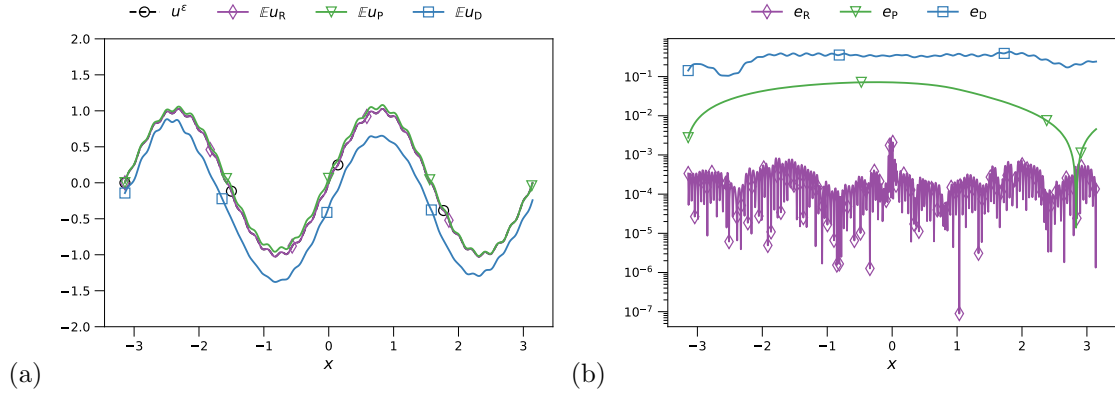 u^ε 𝔼u_R 𝔼u_P 𝔼u_D
2.0
1.5
1.0
0.5
0.0
−0.5
−1.0
−1.5
−2.0
−3 −2 −1 0 1 2 3
x
(a)
e_R e_P e_D
10^−1
10^−2
10^−3
10^−4
10^−5
10^−6
10^−7
−3 −2 −1 0 1 2 3
x
(b)